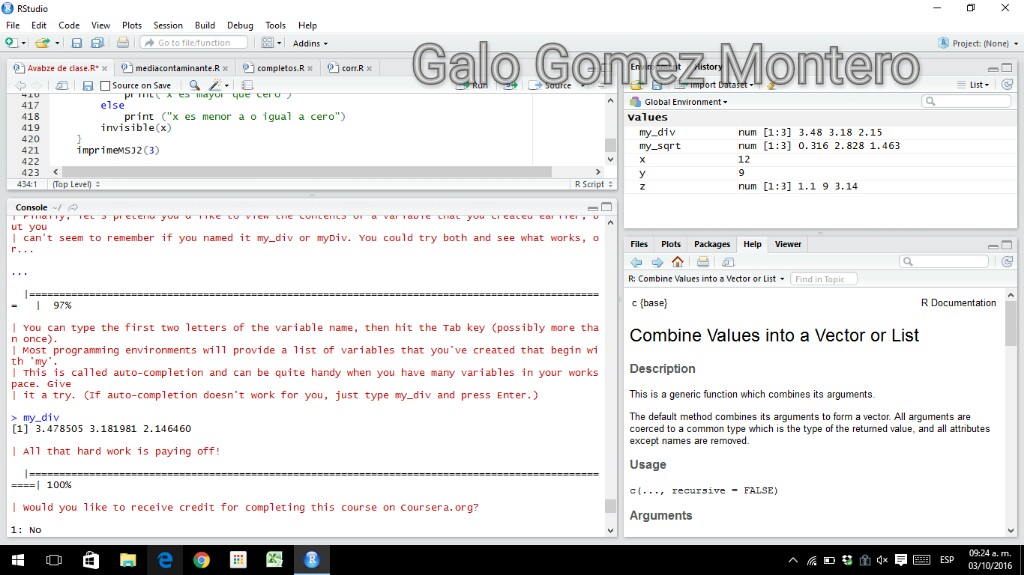 RStudio
File Edit Code View Plots Session Build Debug Tools Help
Go to file/function Addins Project: (None)
Galo Gomez Montero
Avabze de clase.R* mediacontaminante.R completos.R corr.R
Source on Save Run Source
416 print("x es mayor que cero")
417 else
418 print ("x es menor a o igual a cero")
419 invisible(x)
420 }
421 imprimeMSJ2(3)
422
423
434:1 (Top Level) R Script
Environment History
Import Dataset List
Global Environment
Values
my_div num [1:3] 3.48 3.18 2.15
my_sqrt num [1:3] 0.316 2.828 1.463
x 12
y 9
z num [1:3] 1.1 9 3.14
Console ~/
| Finally, let's pretend you'd like to view the contents of a variable that you created earlier, b
ut you
| can't seem to remember if you named it my_div or myDiv. You could try both and see what works, o
r...
...
|===================================================================================================
= | 97%
| You can type the first two letters of the variable name, then hit the Tab key (possibly more tha
n once).
| Most programming environments will provide a list of variables that you've created that begin wi
th 'my'.
| This is called auto-completion and can be quite handy when you have many variables in your works
pace. Give
| it a try. (If auto-completion doesn't work for you, just type my_div and press Enter.)
> my_div
[1] 3.478505 3.181981 2.146460
| All that hard work is paying off!
|===================================================================================================
====| 100%
| Would you like to receive credit for completing this course on Coursera.org?
1: No
Files Plots Packages Help Viewer
R: Combine Values into a Vector or List Find in Topic
c {base} R Documentation
Combine Values into a Vector or List
Description
This is a generic function which combines its arguments.
The default method combines its arguments to form a vector. All arguments are
coerced to a common type which is the type of the returned value, and all attributes
except names are removed.
Usage
c(..., recursive = FALSE)
Arguments
ESP
09:24 a. m.
03/10/2016